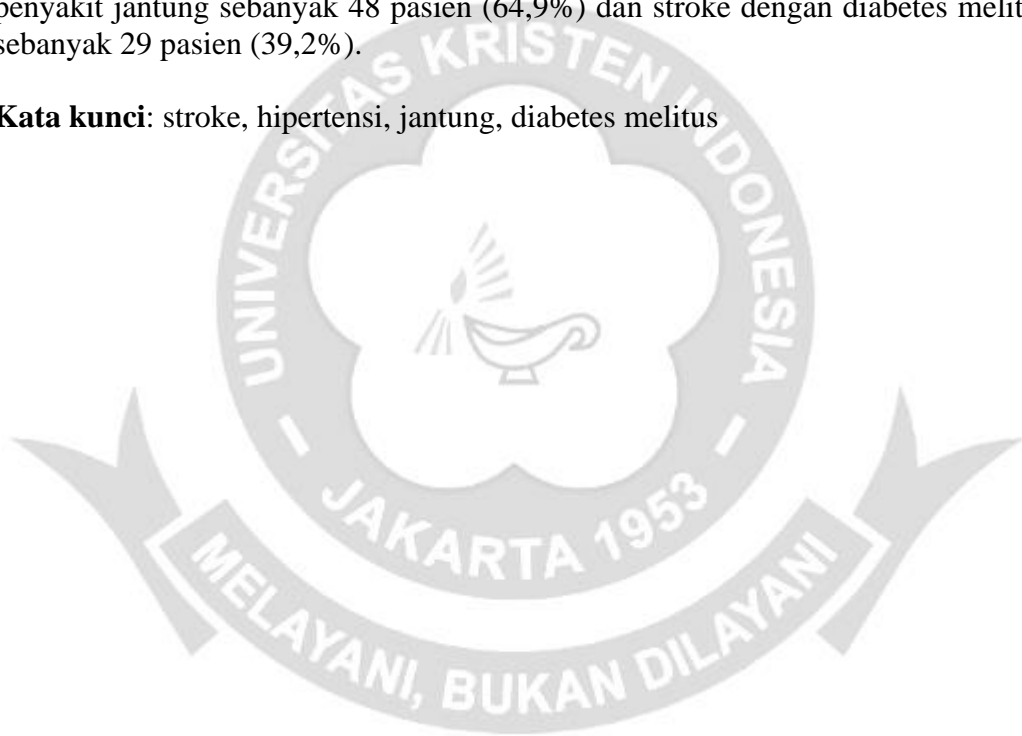 penyakit jantung sebanyak 48 pasien (64,9%) dan stroke dengan diabetes melit
sebanyak 29 pasien (39,2%).
Kata kunci: stroke, hipertensi, jantung, diabetes melitus
UNIVERSITAS KRISTEN INDONESIA
- JAKARTA 1953 -
MELAYANI, BUKAN DILAYANI